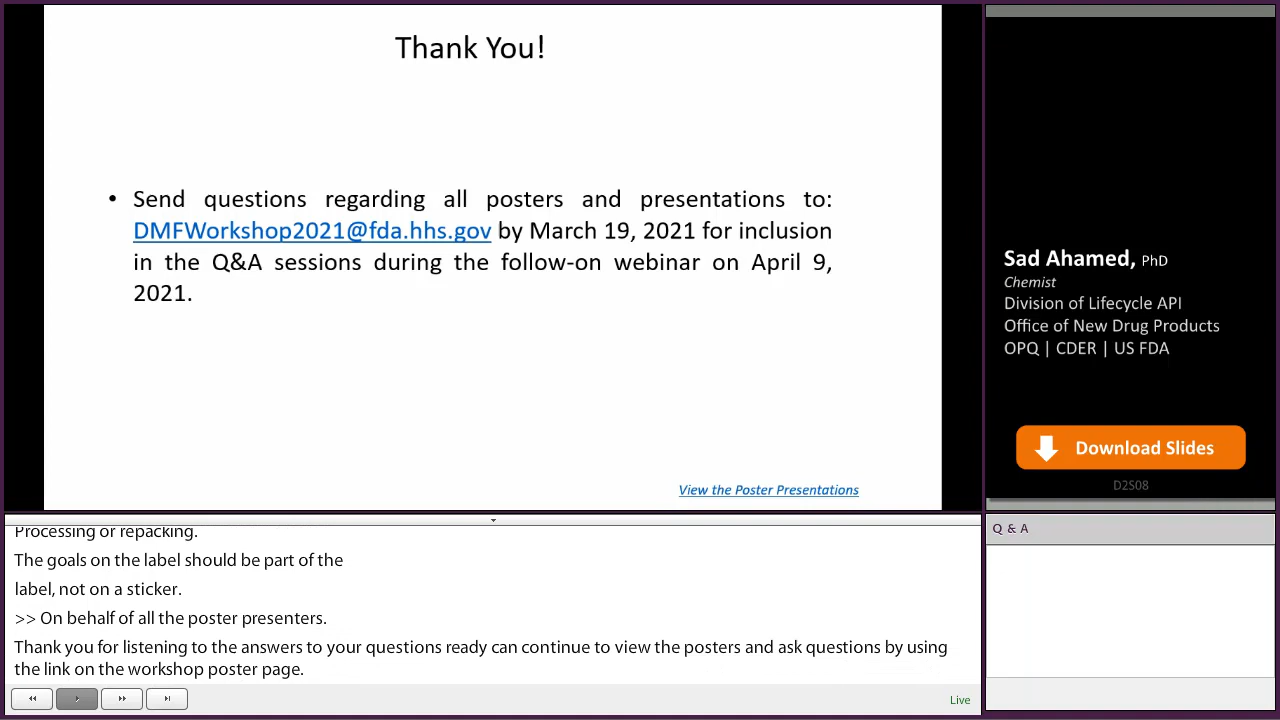 Thank You!
• Send questions regarding all posters and presentations to:
DMFWorkshop2021@fda.hhs.gov by March 19, 2021 for inclusion
in the Q&A sessions during the follow-on webinar on April 9,
2021.
View the Poster Presentations
Sad Ahamed, PhD
Chemist
Division of Lifecycle API
Office of New Drug Products
OPQ | CDER | US FDA
Download Slides
D2S08
Processing or repacking.
The goals on the label should be part of the
label, not on a sticker.
>> On behalf of all the poster presenters.
Thank you for listening to the answers to your questions ready can continue to view the posters and ask questions by using
the link on the workshop poster page.
Live
Q & A